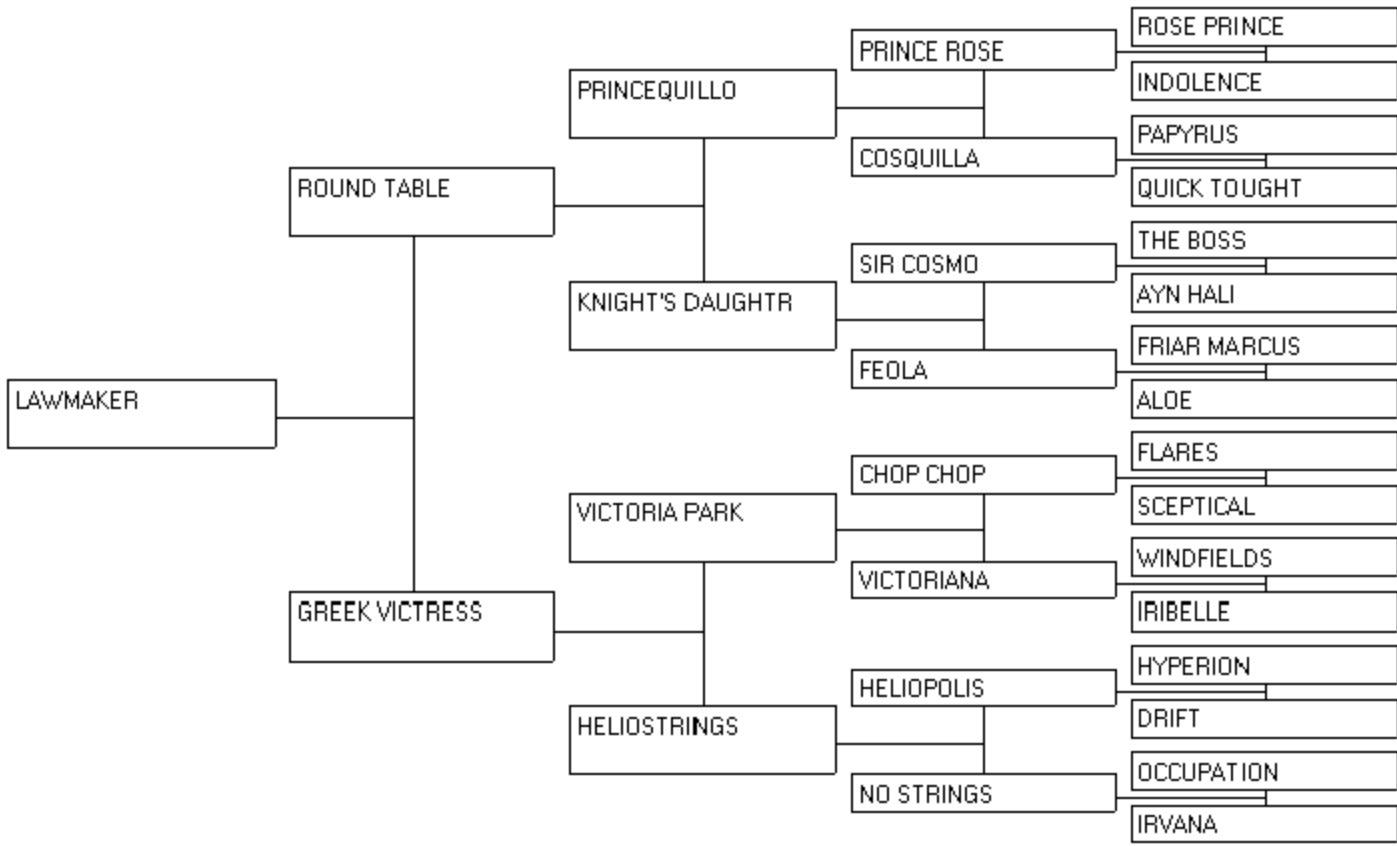 ROSE PRINCE
PRINCE ROSE
INDOLENCE
PRINCEQUILLO
PAPYRUS
COSQUILLA
QUICK TOUGHT
ROUND TABLE
THE BOSS
SIR COSMO
AYN HALI
KNIGHT'S DAUGHTR
FRIAR MARCUS
FEOLA
ALOE
LAWMAKER
FLARES
CHOP CHOP
SCEPTICAL
VICTORIA PARK
WINDFIELDS
VICTORIANA
IRIBELLE
GREEK VICTRESS
HYPERION
HELIOPOLIS
DRIFT
HELIOSTRINGS
OCCUPATION
NO STRINGS
IRVANA